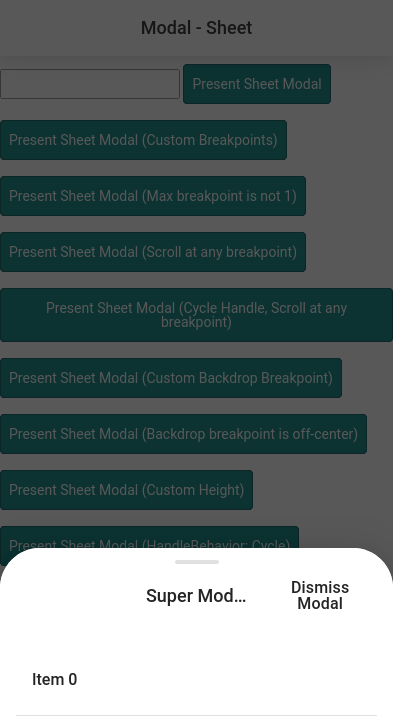 Modal - Sheet
Present Sheet Modal
Present Sheet Modal (Custom Breakpoints)
Present Sheet Modal (Max breakpoint is not 1)
Present Sheet Modal (Scroll at any breakpoint)
Present Sheet Modal (Cycle Handle, Scroll at any
breakpoint)
Present Sheet Modal (Custom Backdrop Breakpoint)
Present Sheet Modal (Backdrop breakpoint is off-center)
Present Sheet Modal (Custom Height)
Present Sheet Modal (HandleBehavior: Cycle)
Super Mod...
Dismiss
Modal
Item 0